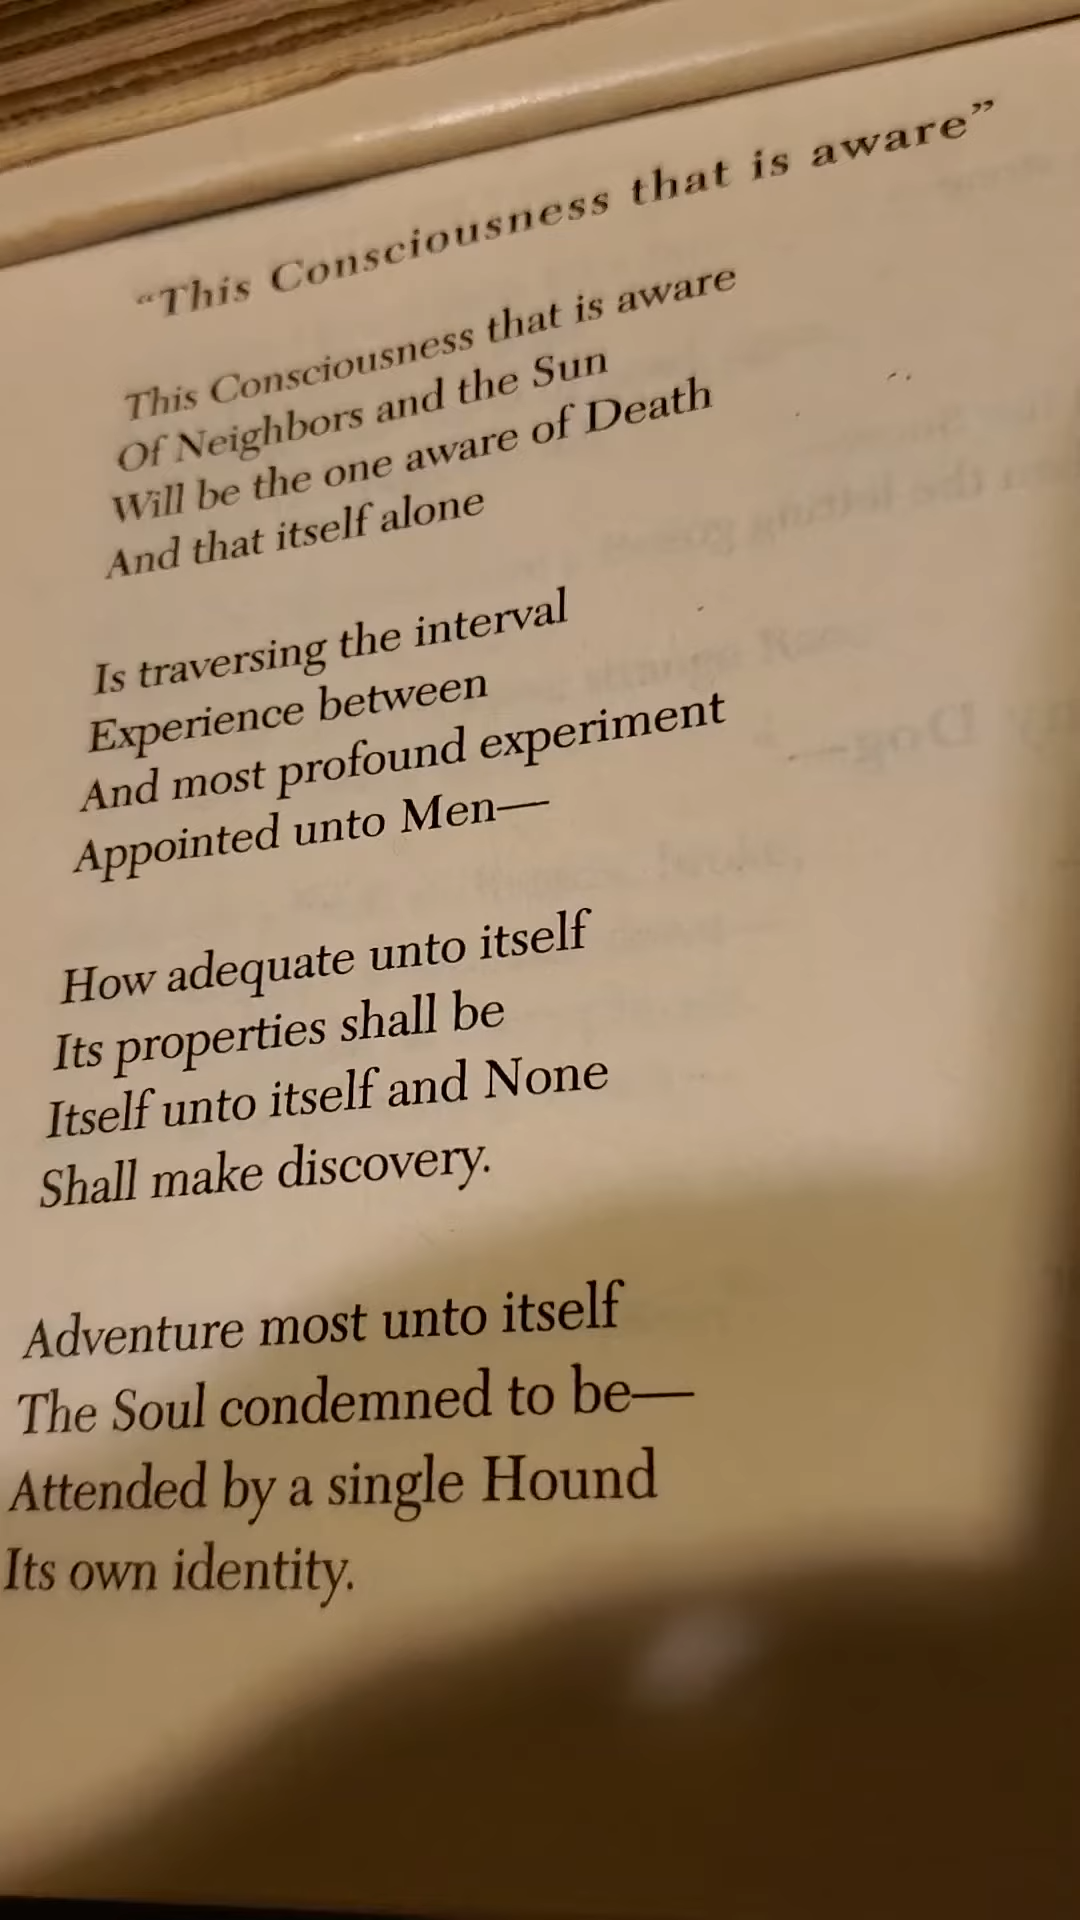 “This Consciousness that is aware”
This Consciousness that is aware
Of Neighbors and the Sun
Will be the one aware of Death
And that itself alone
Is traversing the interval
Experience between
And most profound experiment
Appointed unto Men—
How adequate unto itself
Its properties shall be
Itself unto itself and None
Shall make discovery.
Adventure most unto itself
The Soul condemned to be—
Attended by a single Hound
Its own identity.